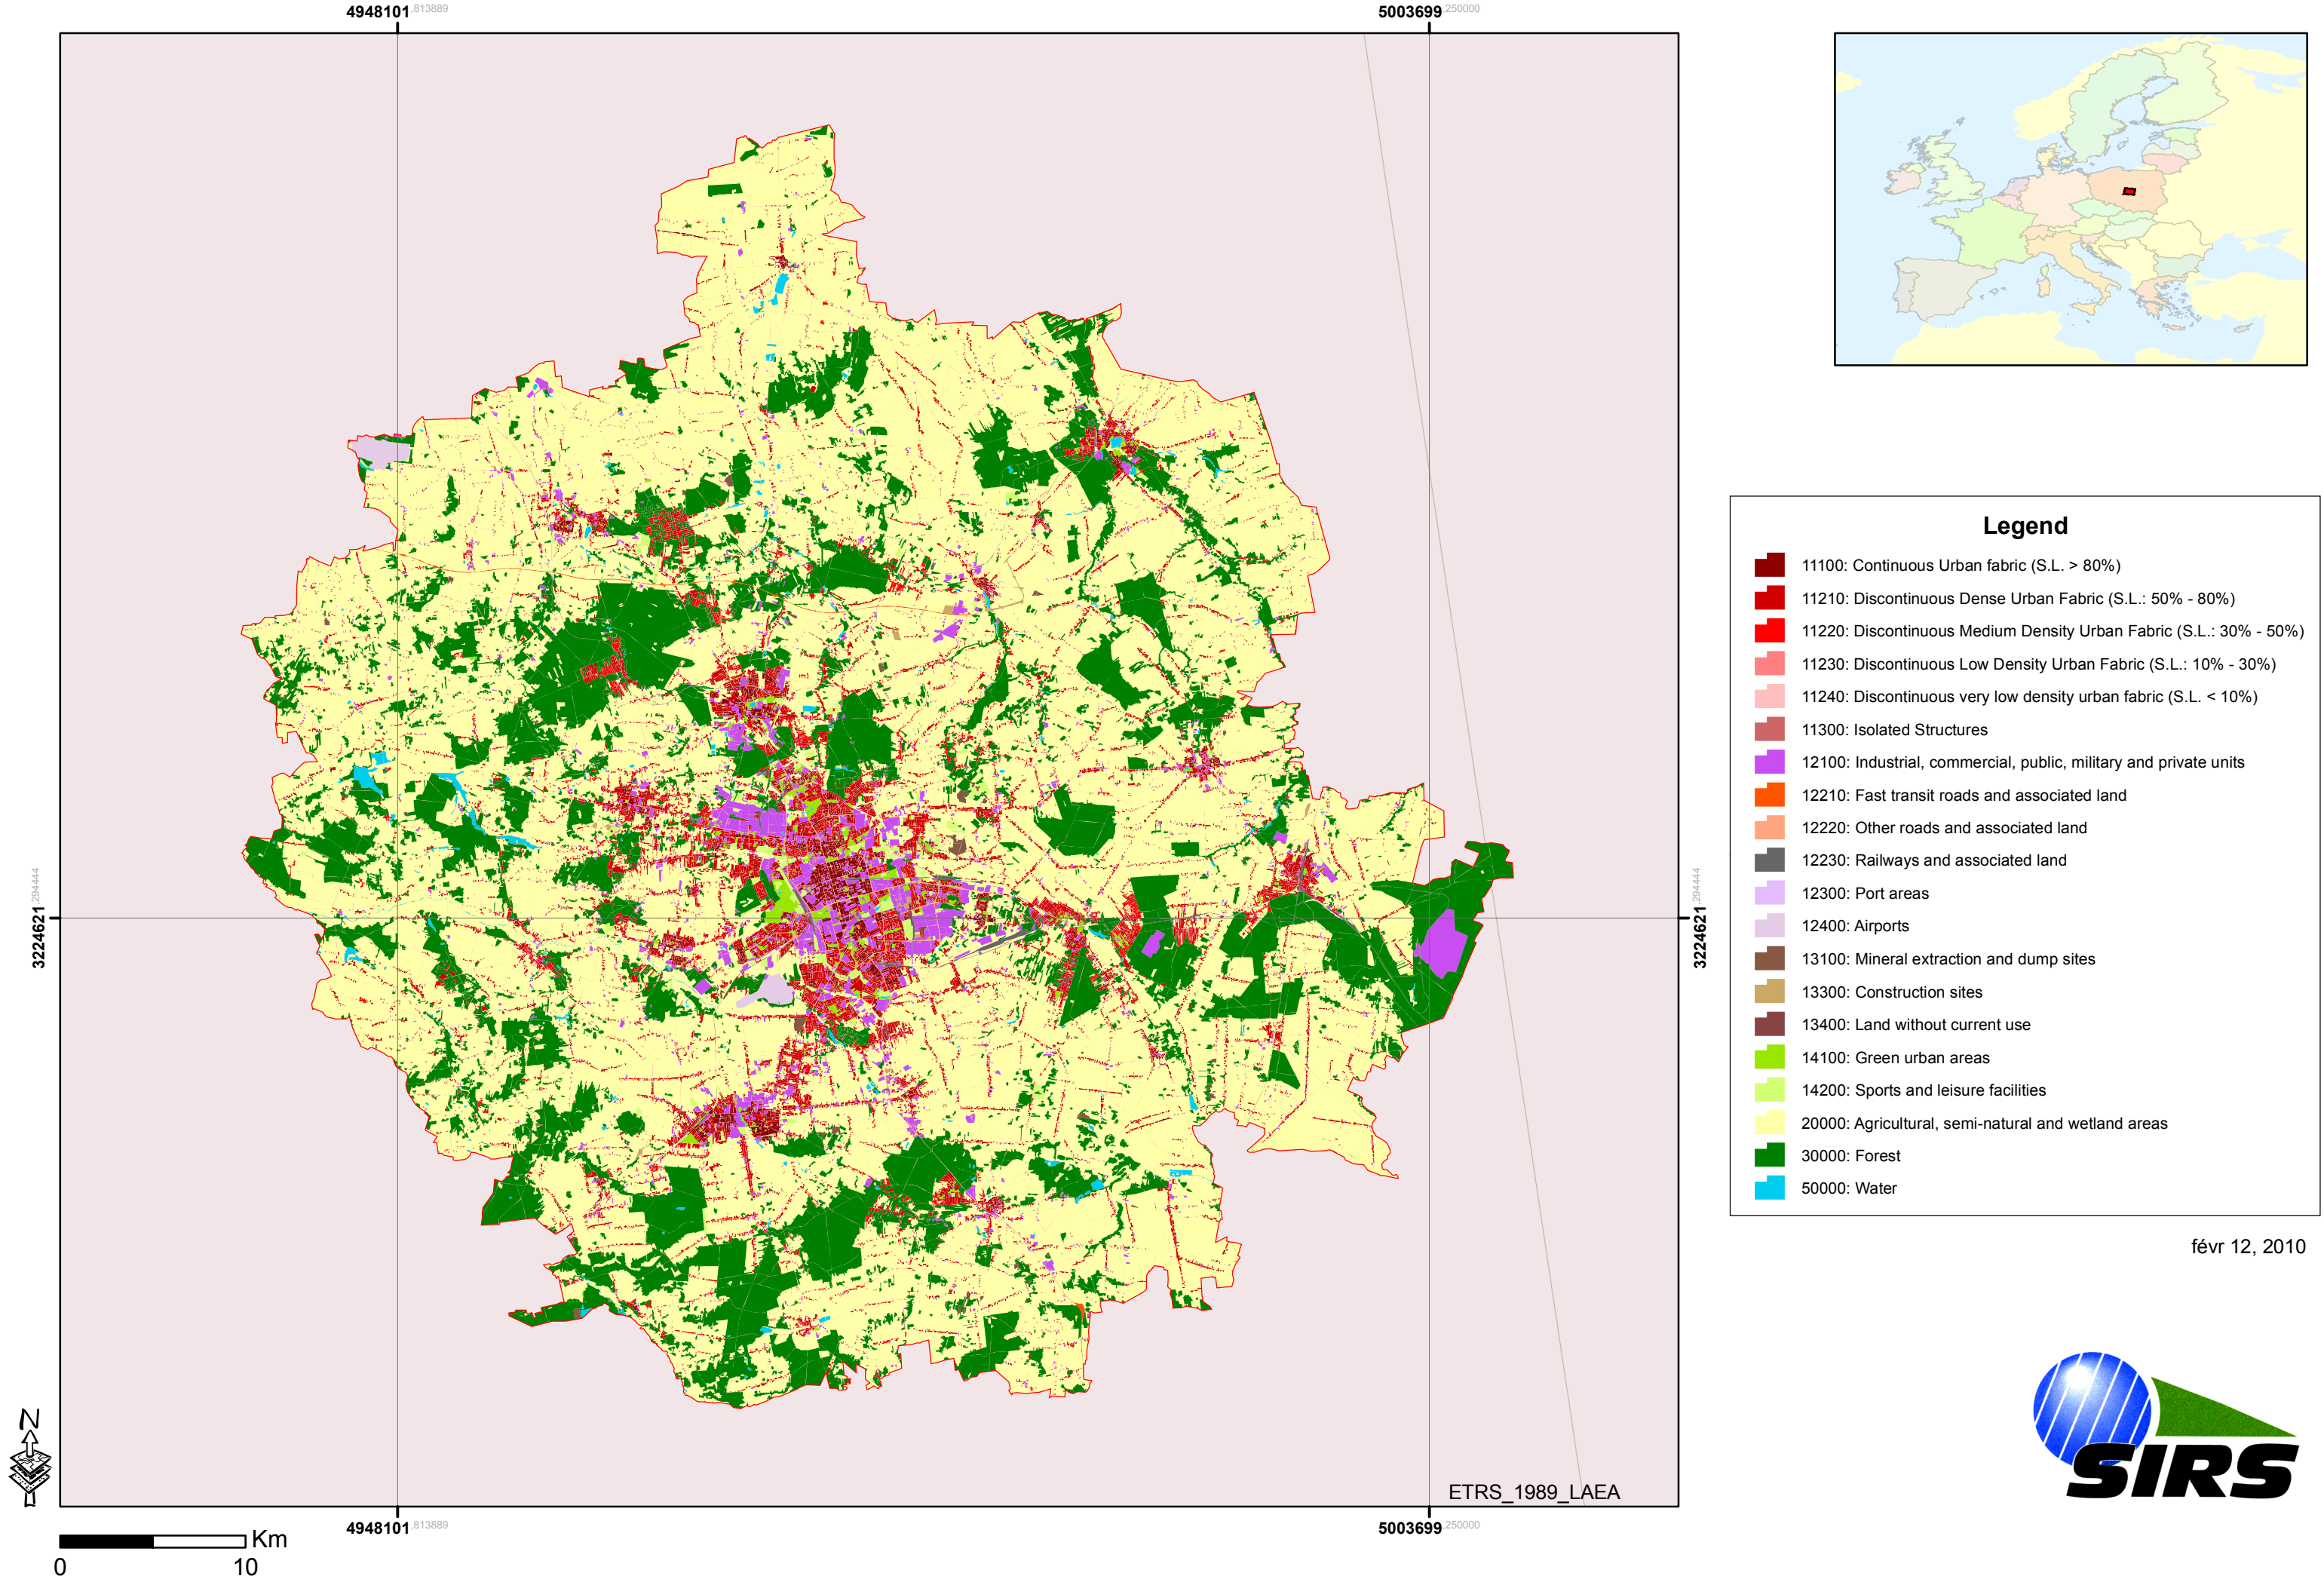 4948101 .813889
5003699 .250000
Legend
11100: Continuous Urban fabric (S.L. > 80%)
11210: Discontinuous Dense Urban Fabric (S.L.: 50% - 80%)
11220: Discontinuous Medium Density Urban Fabric (S.L.: 30% - 50%)
11230: Discontinuous Low Density Urban Fabric (S.L.: 10% - 30%)
11240: Discontinuous very low density urban fabric (S.L. < 10%)
11300: Isolated Structures
12100: Industrial, commercial, public, military and private units
12210: Fast transit roads and associated land
12220: Other roads and associated land
12230: Railways and associated land
12300: Port areas
12400: Airports
13100: Mineral extraction and dump sites
13300: Construction sites
13400: Land without current use
14100: Green urban areas
14200: Sports and leisure facilities
20000: Agricultural, semi-natural and wetland areas
30000: Forest
50000: Water
3224621 .294444
3224621 .294444
févr 12, 2010
N
SIRS
ETRS_1989_LAEA
4948101 .813889
5003699 .250000
Km
0 10